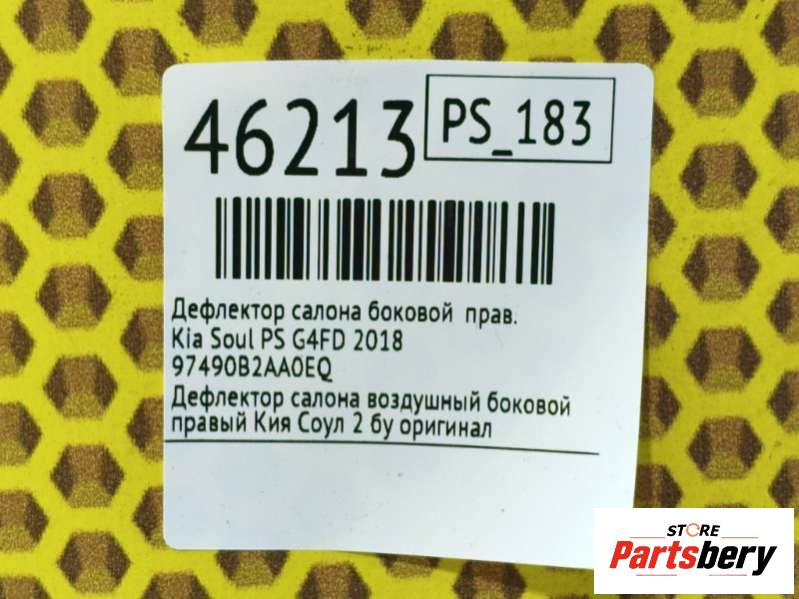 46213
PS_183
Дефлектор салона боковой прав.
Kia Soul PS G4FD 2018
97490B2AA0EQ
Дефлектор салона воздушный боковой
правый Кия Соул 2 бу оригинал
STORE
Partsbery